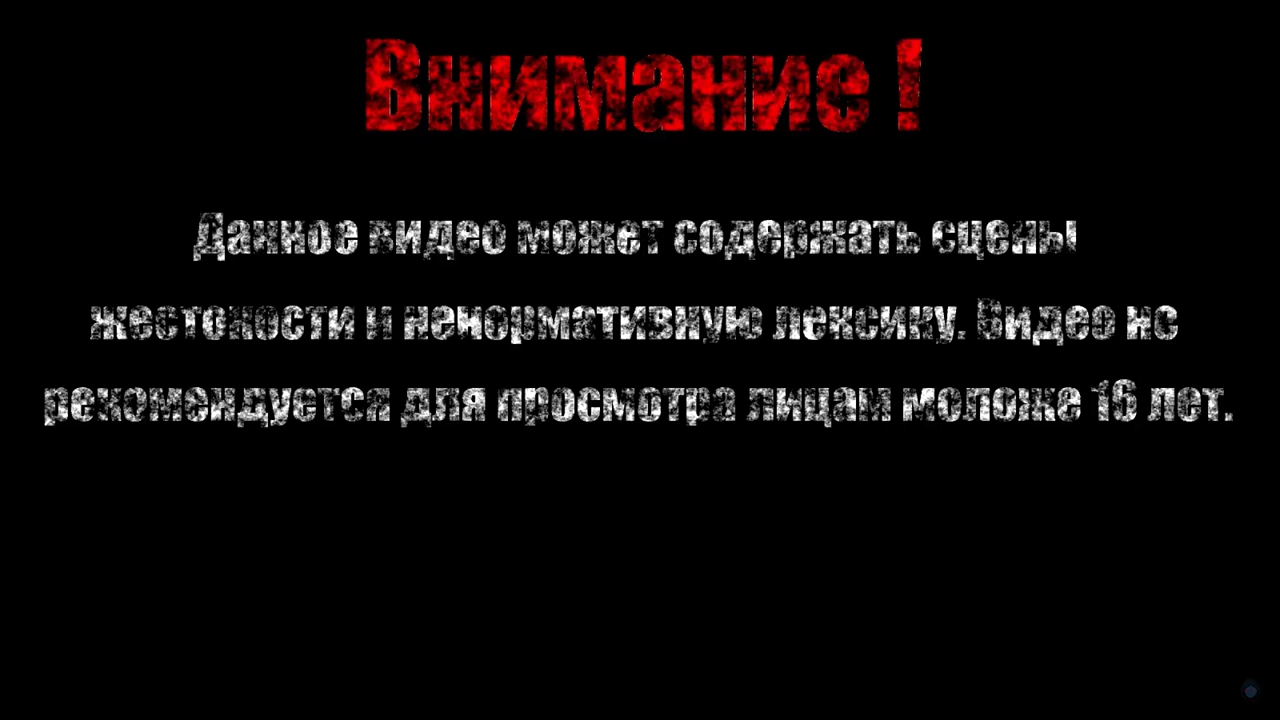 Внимание !
Данное видео может содержать сцены
жестокости и ненормативную лексику. Видео не
рекомендуется для просмотра лицам моложе 16 лет.